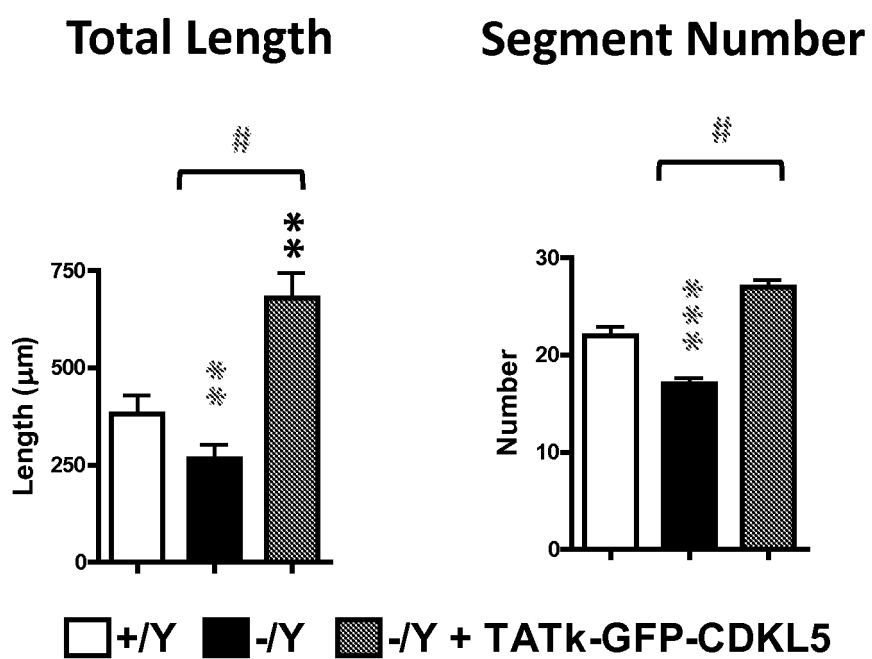 Total Length
Segment Number
#
#
**
750
500
250
0
Length (µm)
**
30
20
10
0
Number
***
+/Y
-/Y
-/Y + TATk-GFP-CDKL5